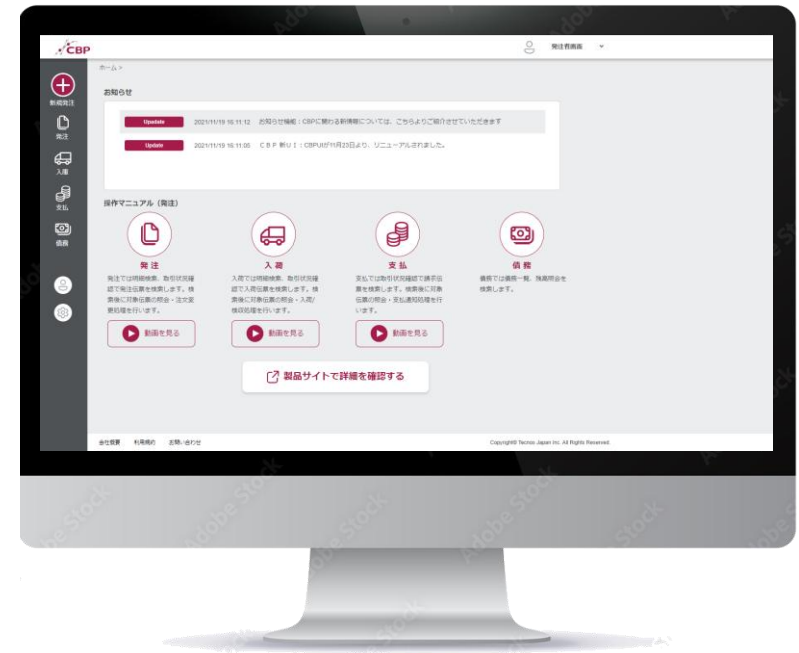 CBP
発注者画面
ホーム >
新規発注
発注
入荷
支払
債務
お知らせ
Update 2021/11/19 16:11:12 お知らせ機能:CBPに関わる新情報については、こちらよりご紹介させていただきます
Update 2021/11/19 16:11:05 CBP 新UI:CBPUIが11月23日より、リニューアルされました。
操作マニュアル(発注)
発注
発注では明細検索、取引状況確
認で発注伝票を検索します。検
索後に対象伝票の照会・注文変
更処理を行います。
動画を見る
入荷
入荷では明細検索、取引状況確
認で入荷伝票を検索します。検
索後に対象伝票の照会・入荷/
検収処理を行います。
動画を見る
支払
支払では取引状況確認で請求伝
票を検索します。検索後に対象
伝票の照会・支払通知処理を行
います。
動画を見る
債務
債務では債務一覧、残高照会を
検索します。
製品サイトで詳細を確認する
会社概要 利用規約 お問い合わせ
Copyright© Tecnos Japan Inc. All Rights Reserved.
Adobe Stock